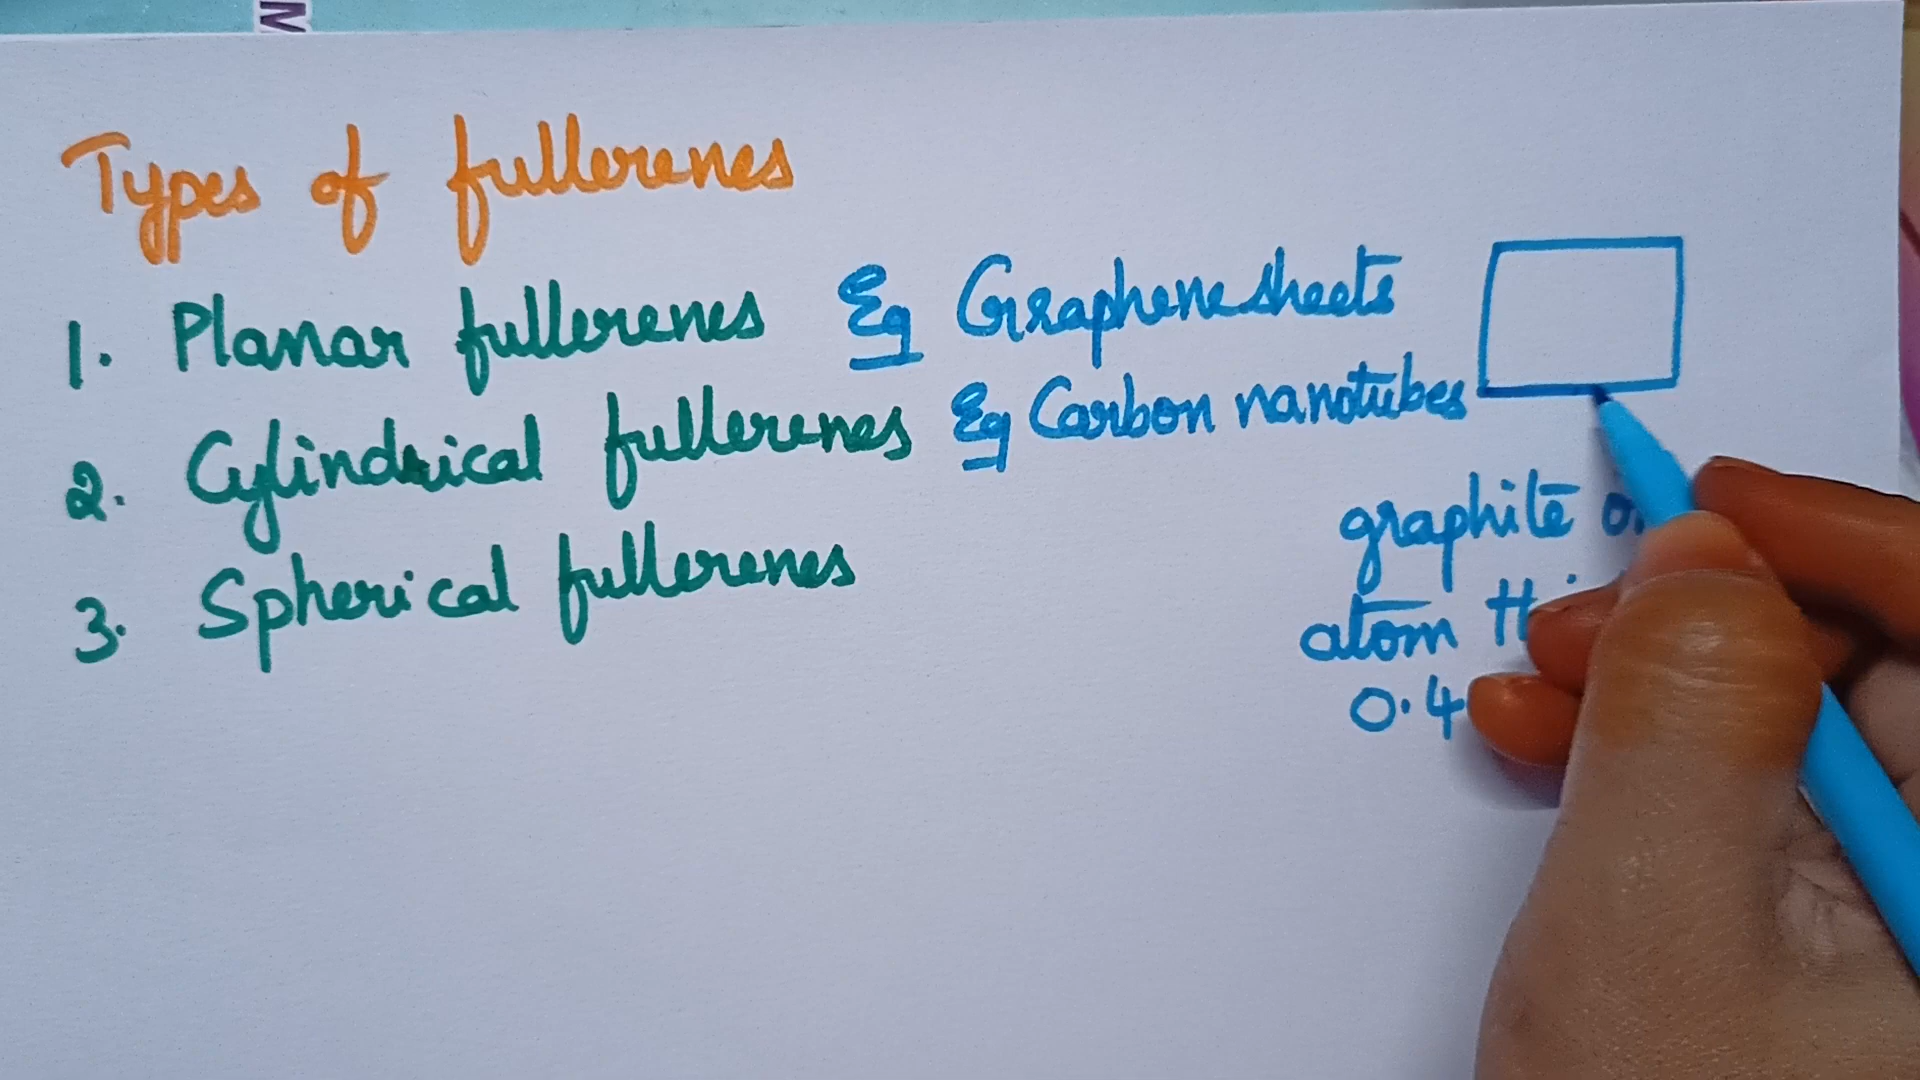 M
Types of fullerenes
1. Planar fullerenes Eg Graphene sheets
2. Cylindrical fullerenes Eg Carbon nanotubes
3. Spherical fullerenes
graphite
atom
0.4